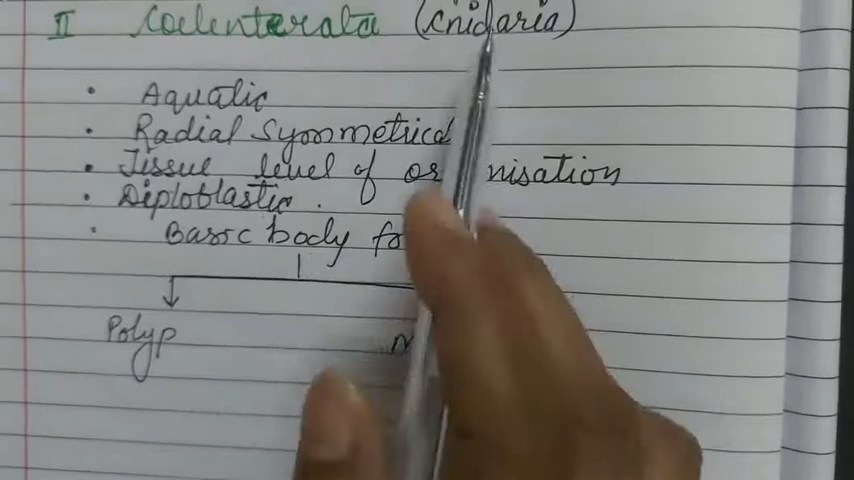 II Coelenterata (Cnidaria)
• Aquatic
• Radial Symmetrical
• Tissue level of or nisation
• Diploblastic.
• Basic body fo
Polyp